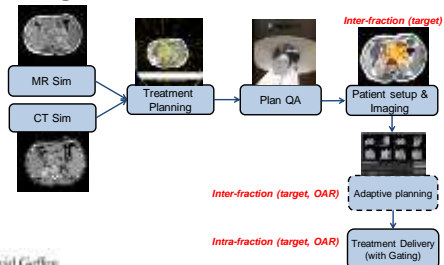 Inter-fraction (target)
MR Sim
CT Sim
Treatment
Planning
Plan QA
Patient setup &
Imaging
Inter-fraction (target, OAR)
Adaptive planning
Intra-fraction (target, OAR)
Treatment Delivery
(with Gating)